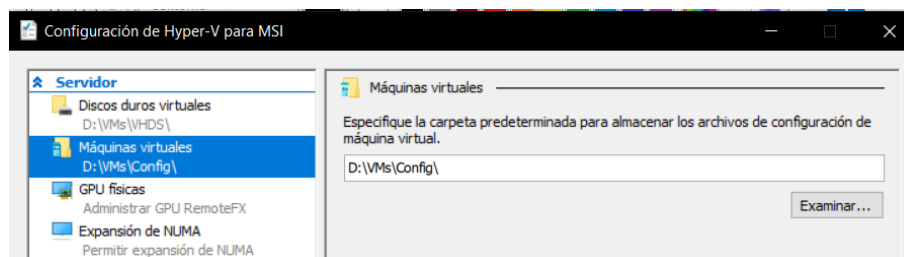 Configuración de Hyper-V para MSI
Servidor
Discos duros virtuales
D:\VMs\VHDS\
Máquinas virtuales
D:\VMs\Config\
GPU físicas
Administrar GPU RemoteFX
Expansión de NUMA
Permitir expansión de NUMA
Máquinas virtuales
Especifique la carpeta predeterminada para almacenar los archivos de configuración de
máquina virtual.
D:\VMs\Config\
Examinar...